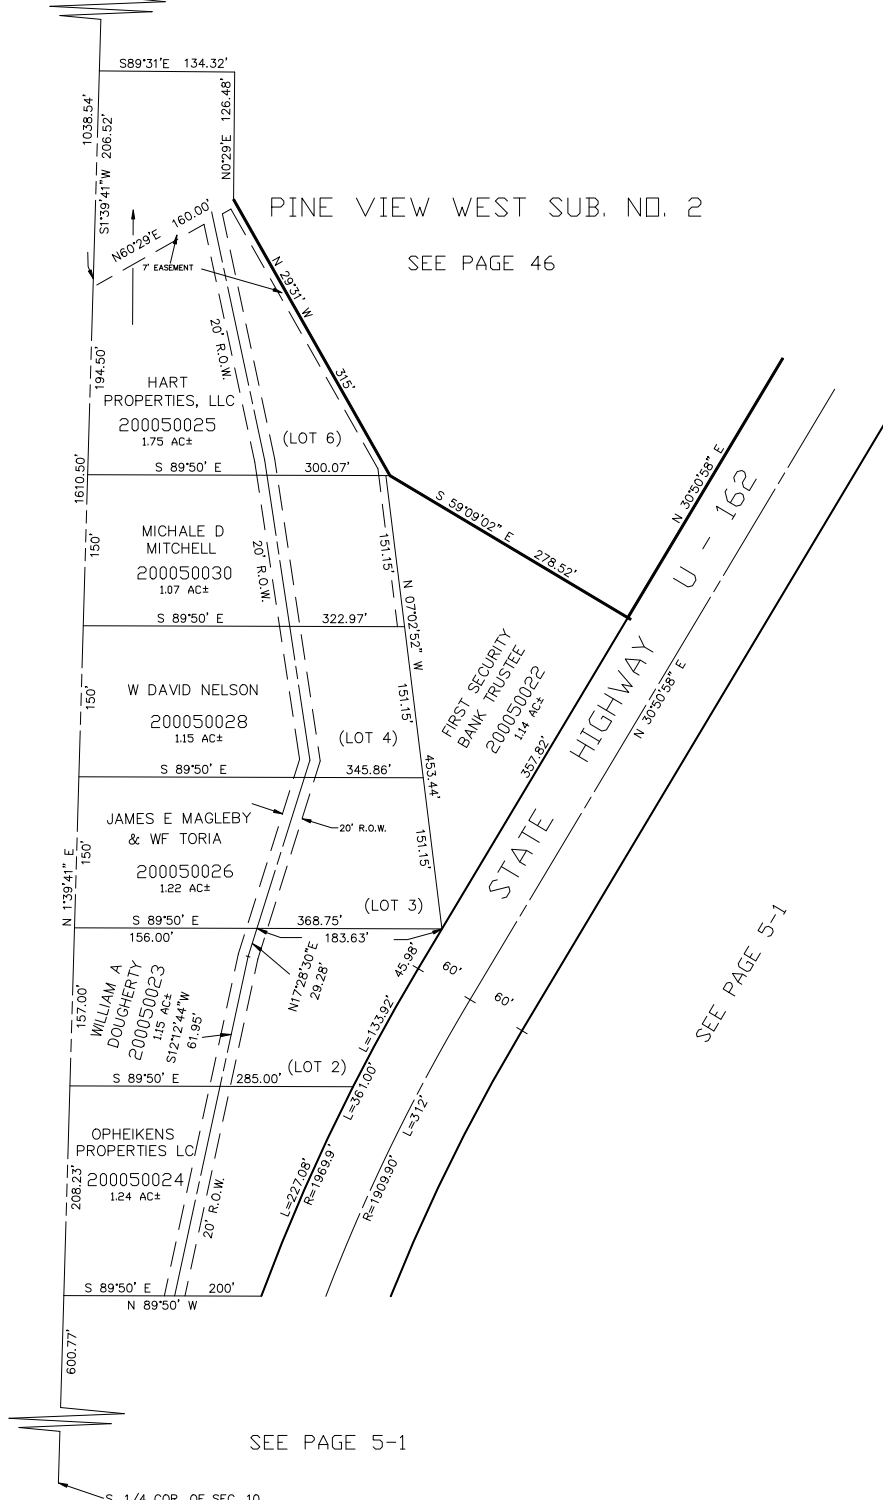 S89°31'E 134.32'
1038.54'
S1°39'41"W 206.52'
N0°29'E 126.48'
PINE VIEW WEST SUB. NO. 2
SEE PAGE 46
N60°29'E 160.00'
7' EASEMENT
N 29°31' W
315'
20' R.O.W.
194.50'
HART
PROPERTIES, LLC
200050025
1.75 AC±
(LOT 6)
S 89°50' E 300.07'
1610.50'
S 59°09'02" E 278.52'
N 30°50'58" E
MICHALE D
MITCHELL
200050030
1.07 AC±
150'
20' R.O.W.
151.15'
N 07°02'52" W
S 89°50' E 322.97'
W DAVID NELSON
200050028
1.15 AC±
150'
(LOT 4)
151.15'
FIRST SECURITY
BANK TRUSTEE
200050022
1.14 AC±
357.82'
STATE HIGHWAY U - 162
N 30°50'58" E
S 89°50' E 345.86'
453.44'
JAMES E MAGLEBY
& WF TORIA
200050026
1.22 AC±
150'
20' R.O.W.
151.15'
(LOT 3)
N 1°39'41" E
S 89°50' E 368.75'
156.00' 183.63'
WILLIAM A
DOUGHERTY
200050023
1.15 AC±
S12°12'44"W
61.95'
N17°28'30"E
29.28'
157.00'
45.98'
60'
60'
L=133.92'
(LOT 2)
S 89°50' E 285.00'
L=361.00'
L=312'
SEE PAGE 5-1
OPHEIKENS
PROPERTIES LC
200050024
1.24 AC±
208.23'
20' R.O.W.
L=227.08'
R=1969.9'
R=1909.90'
S 89°50' E 200'
N 89°50' W
600.77'
SEE PAGE 5-1
S 1/4 COR. OF SEC 10